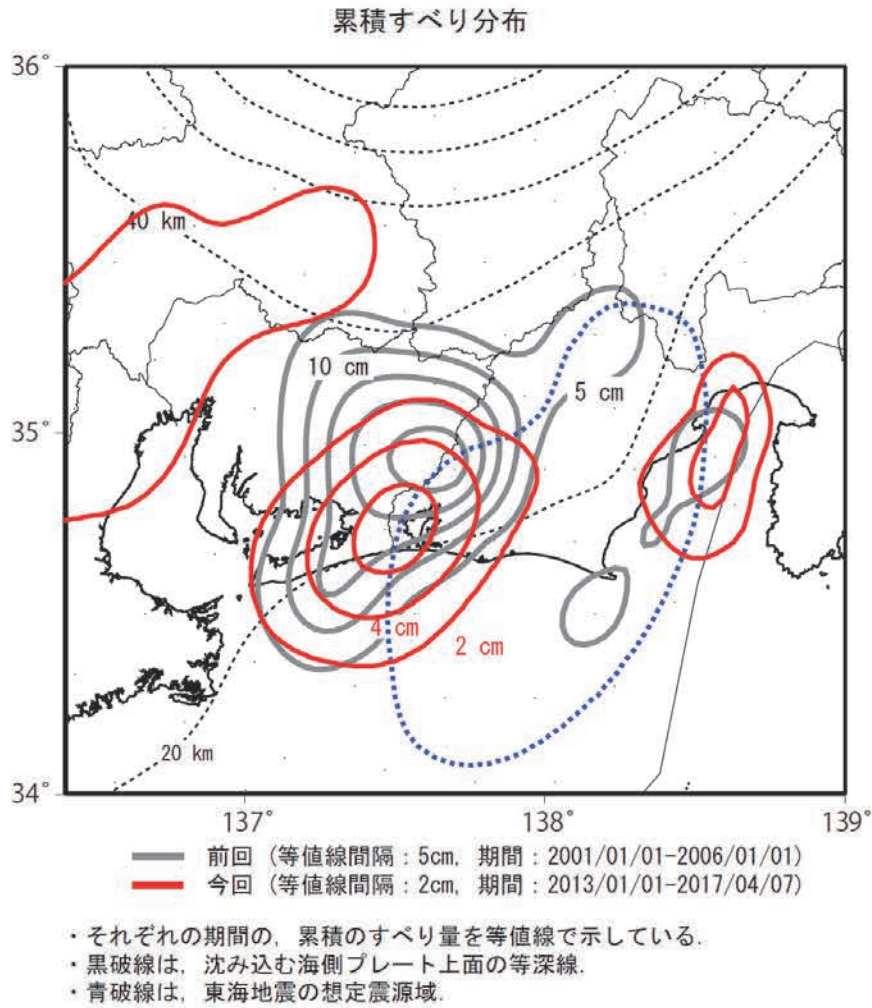 累積すべり分布
36°
40 km
10 cm
5 cm
35°
4 cm
2 cm
20 km
34°
137°
138°
139°
前回 (等値線間隔：5cm, 期間：2001/01/01-2006/01/01)
今回 (等値線間隔：2cm, 期間：2013/01/01-2017/04/07)
・それぞれの期間の, 累積のすべり量を等値線で示している.
・黒破線は, 沈み込む海側プレート上面の等深線.
・青破線は, 東海地震の想定震源域.